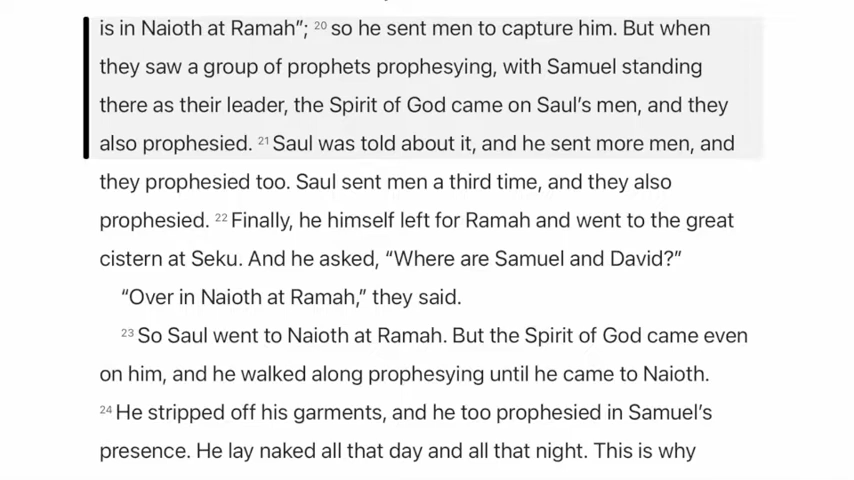 is in Naioth at Ramah”; 20 so he sent men to capture him. But when
they saw a group of prophets prophesying, with Samuel standing
there as their leader, the Spirit of God came on Saul’s men, and they
also prophesied. 21 Saul was told about it, and he sent more men, and
they prophesied too. Saul sent men a third time, and they also
prophesied. 22 Finally, he himself left for Ramah and went to the great
cistern at Seku. And he asked, “Where are Samuel and David?”
“Over in Naioth at Ramah,” they said.
23 So Saul went to Naioth at Ramah. But the Spirit of God came even
on him, and he walked along prophesying until he came to Naioth.
24 He stripped off his garments, and he too prophesied in Samuel’s
presence. He lay naked all that day and all that night. This is why